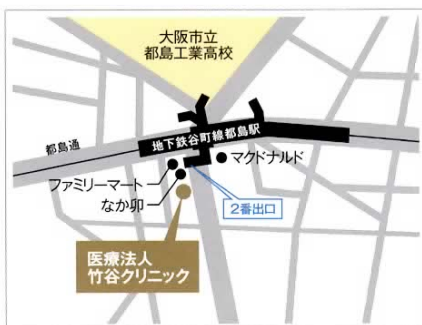 大阪市立
都島工業高校
地下鉄谷町線都島駅
都島通
マクドナルド
ファミリーマート
なか卯
2番出口
医療法人
竹谷クリニック